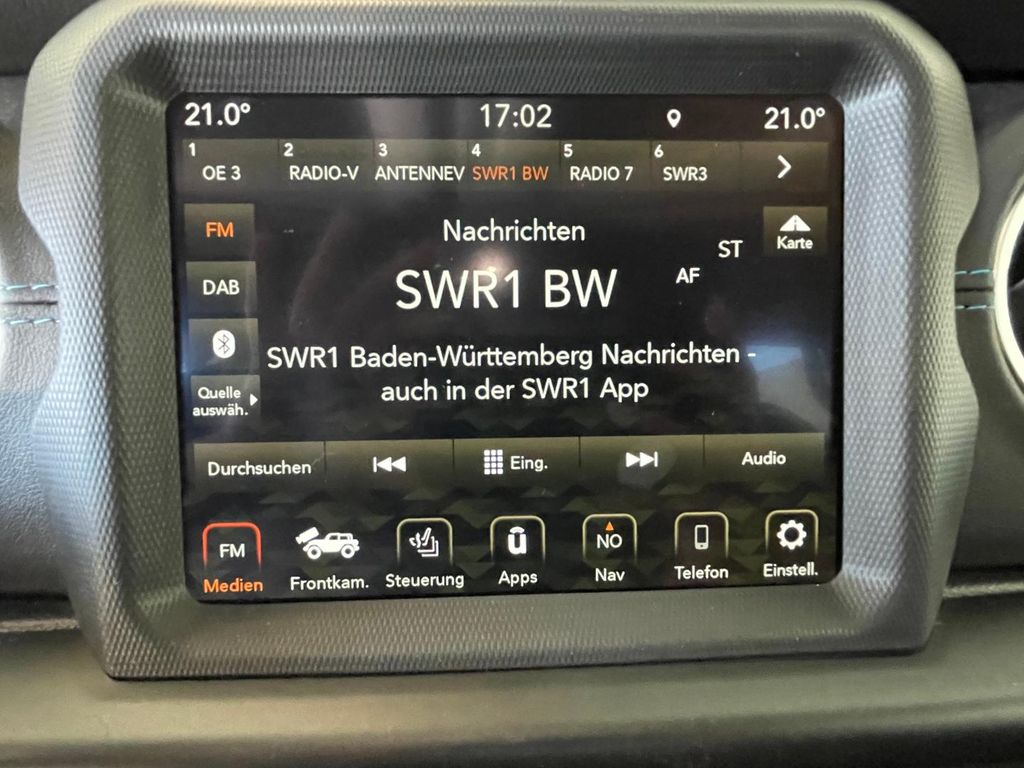 21.0° 17:02 21.0°
1 2 3 4 5 6
OE 3 RADIO-V ANTENNEV SWR1 BW RADIO 7 SWR3
FM
Nachrichten
ST
Karte
DAB
SWR1 BW
AF
SWR1 Baden-Württemberg Nachrichten -
auch in der SWR1 App
Quelle
auswäh.
Durchsuchen Eing. Audio
FM NO
Medien Frontkam. Steuerung Apps Nav Telefon Einstell.